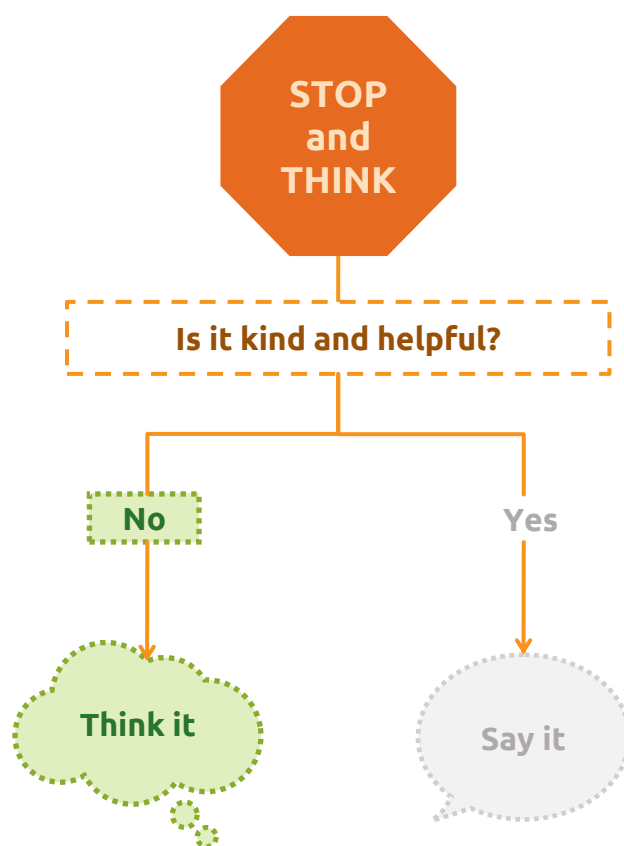 STOP
and
THINK
Is it kind and helpful?
No
Yes
Think it
Say it